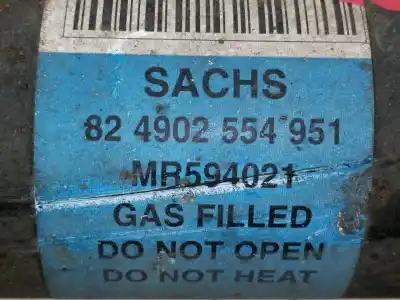 SACHS
82 4902 554 951
MR594021
GAS FILLED
DO NOT OPEN
DO NOT HEAT